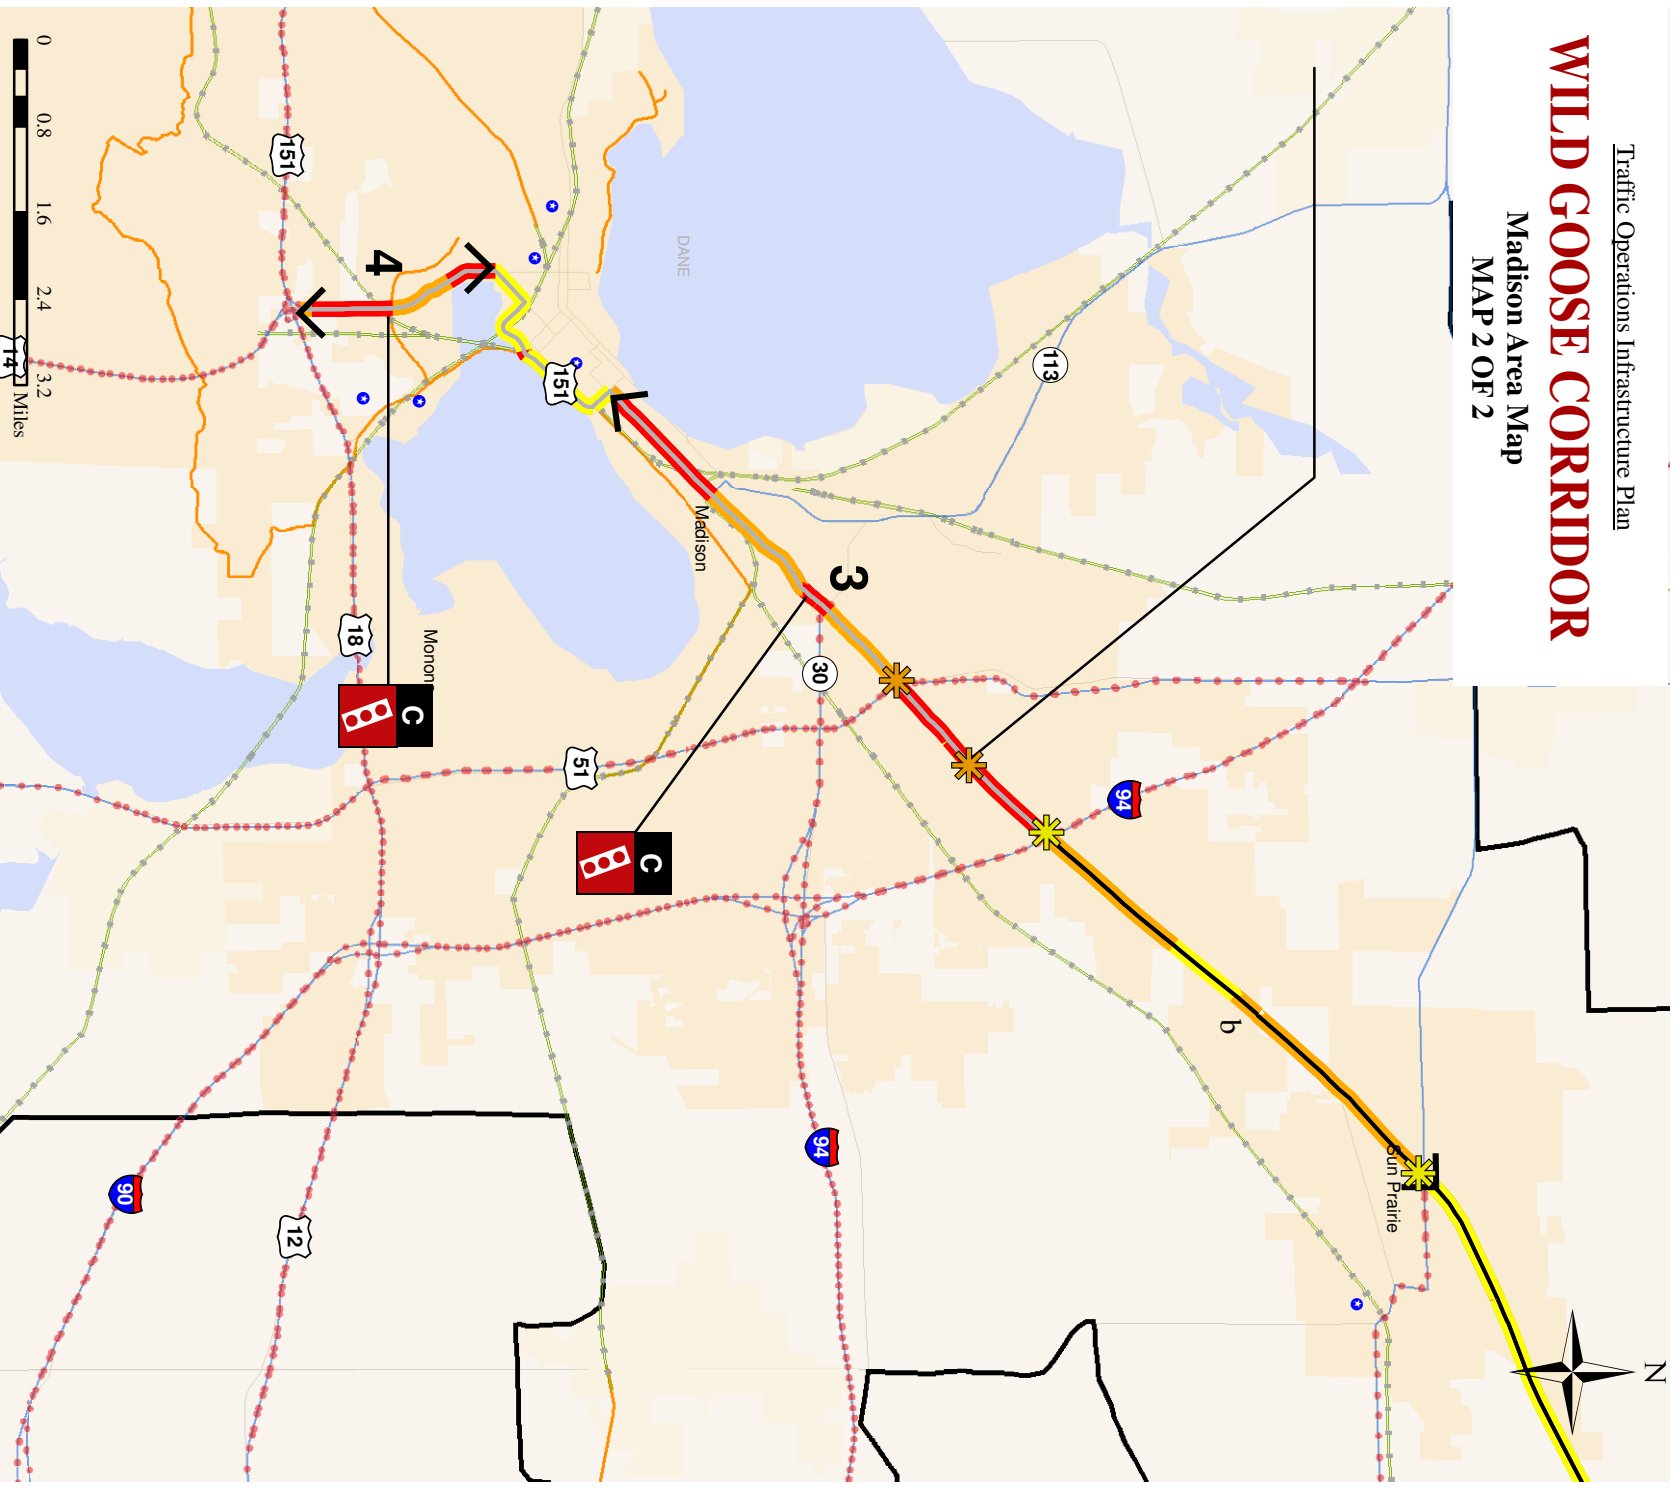 Traffic Operations Infrastructure Plan
WILD GOOSE CORRIDOR
Madison Area Map
MAP 2 OF 2
N
113
94
Sun Prairie
b
DANE
3
30
Madison
151
51
C
94
4
151
18
Monon
C
12
90
14
0 0.8 1.6 2.4 3.2
Miles